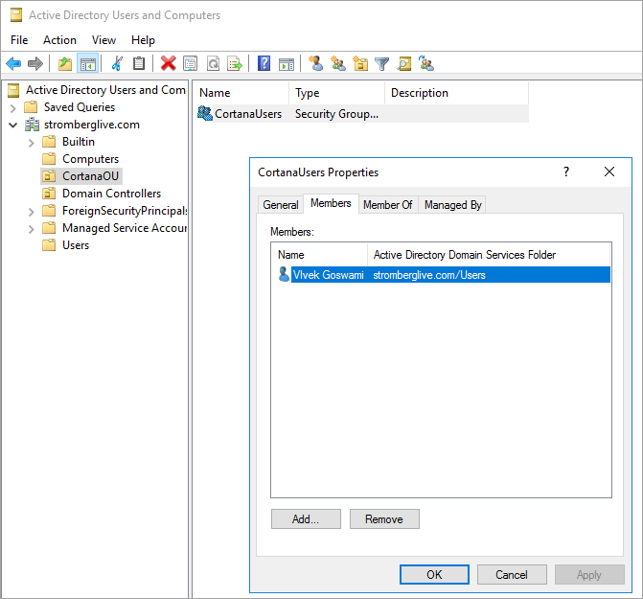 Active Directory Users and Computers
File Action View Help
Active Directory Users and Com
Saved Queries
stromberglive.com
Builtin
Computers
CortanaOU
Domain Controllers
ForeignSecurityPrincipals
Managed Service Accour
Users
Name Type Description
CortanaUsers Security Group...
CortanaUsers Properties ?
General Members Member Of Managed By
Members:
Name Active Directory Domain Services Folder
VIvek Goswami stromberglive.com/Users
Add... Remove
OK Cancel Apply